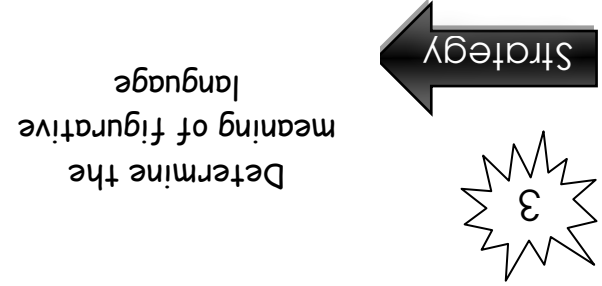 3
Strategy
Determine the
meaning of figurative
language